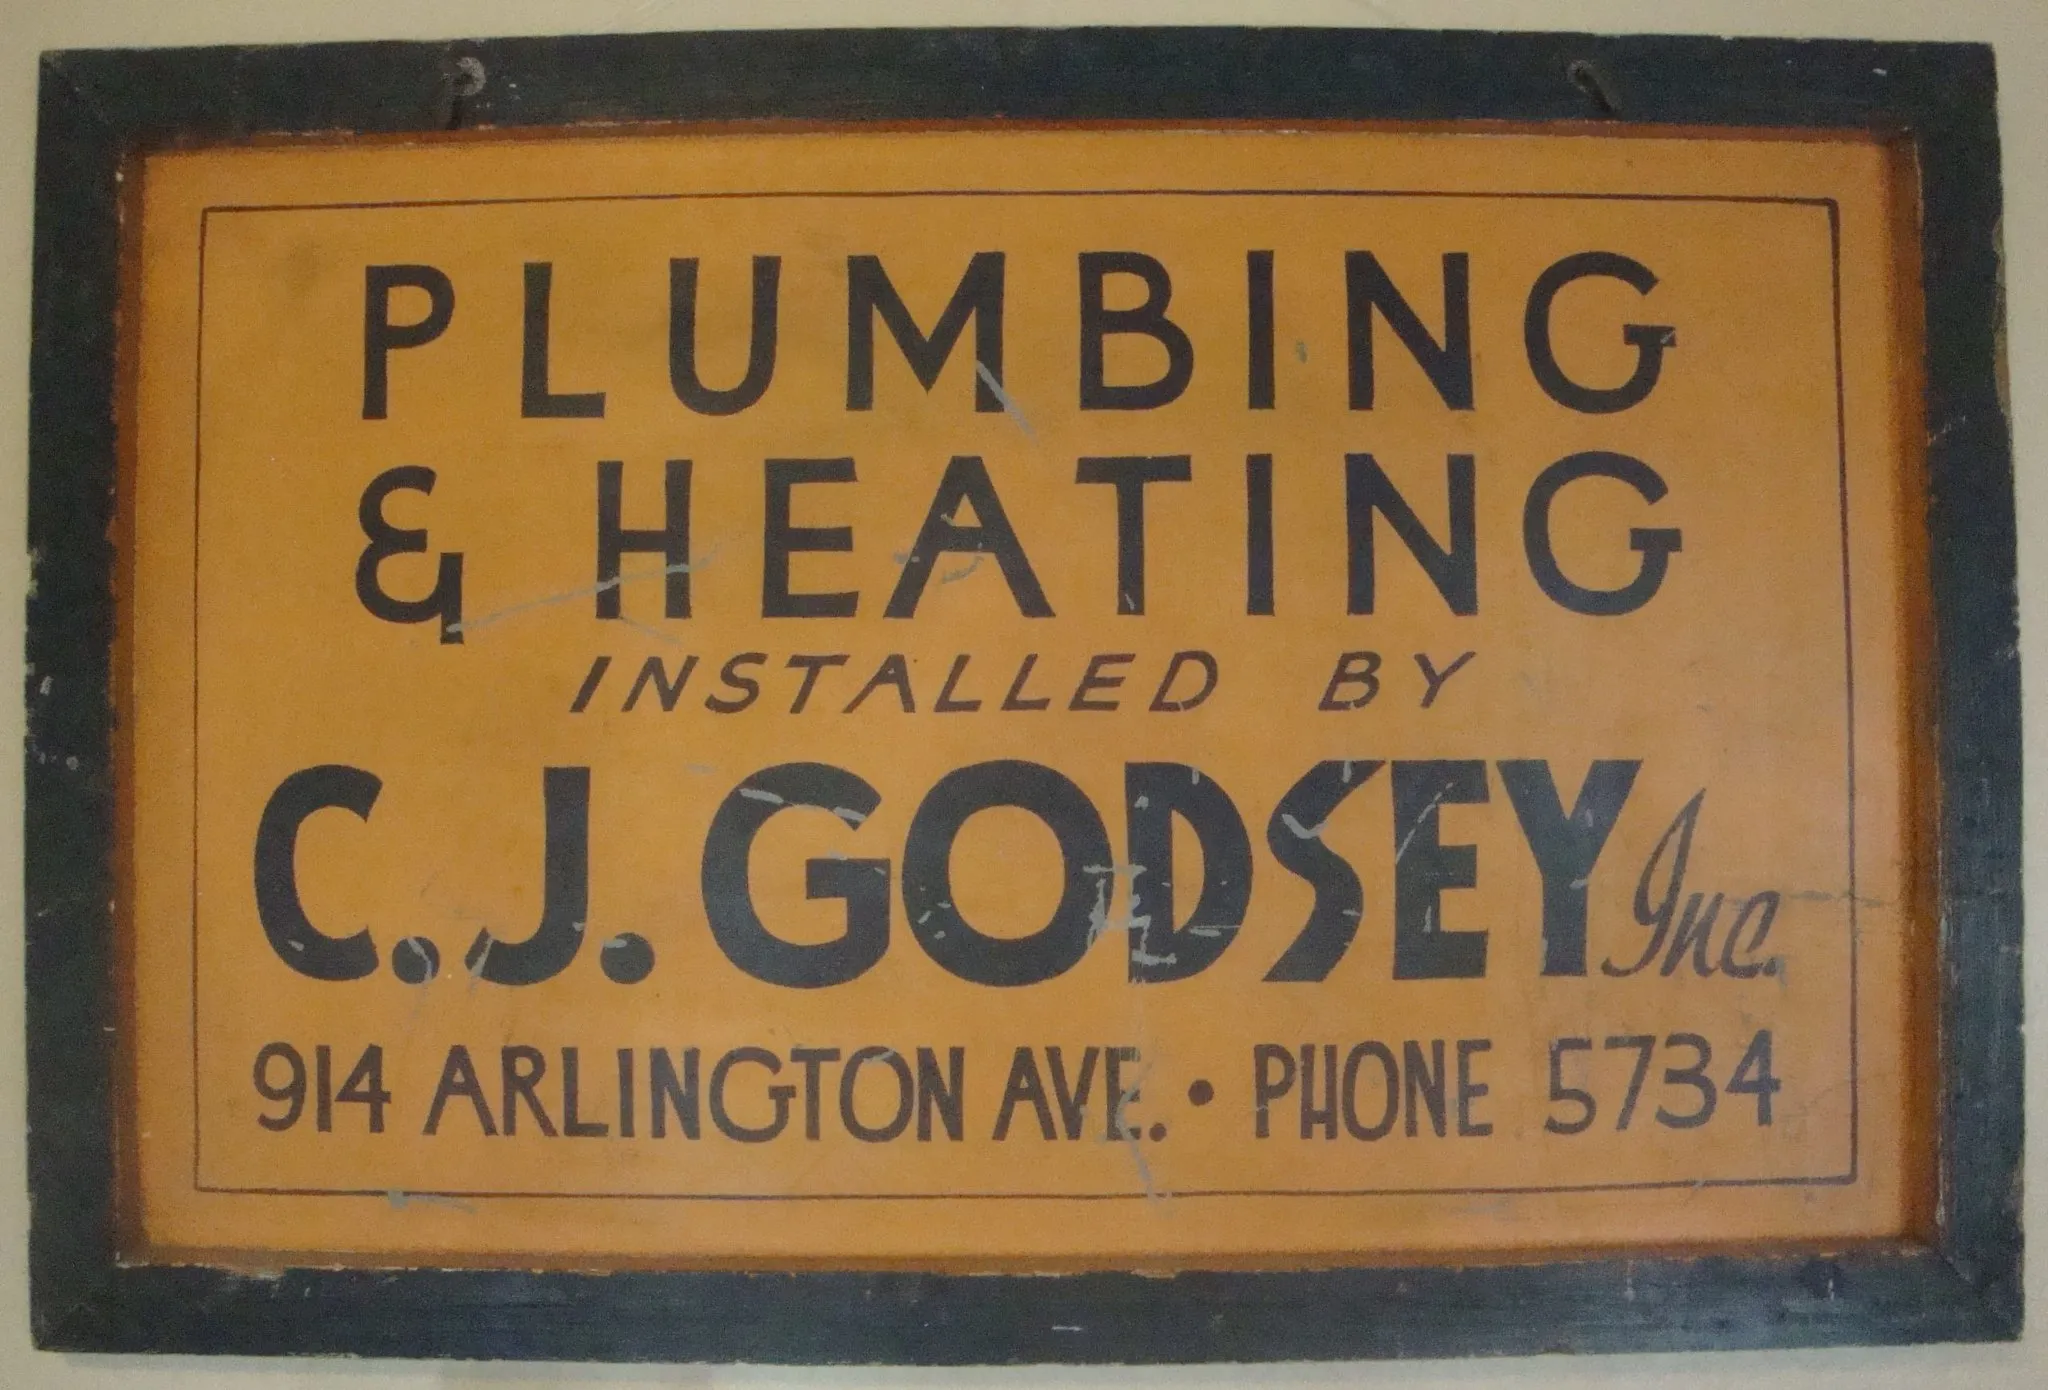 PLUMBING
& HEATING
INSTALLED BY
C.J. GODSEY Inc.
914 ARLINGTON AVE. • PHONE 5734